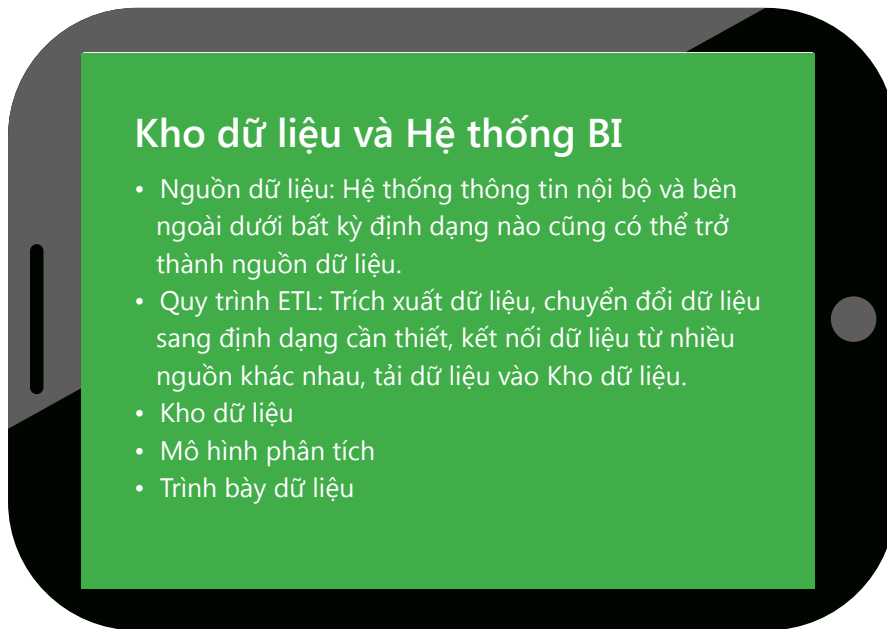 Kho dữ liệu và Hệ thống BI
• Nguồn dữ liệu: Hệ thống thông tin nội bộ và bên
ngoài dưới bất kỳ định dạng nào cũng có thể trở
thành nguồn dữ liệu.
• Quy trình ETL: Trích xuất dữ liệu, chuyển đổi dữ liệu
sang định dạng cần thiết, kết nối dữ liệu từ nhiều
nguồn khác nhau, tải dữ liệu vào Kho dữ liệu.
• Kho dữ liệu
• Mô hình phân tích
• Trình bày dữ liệu